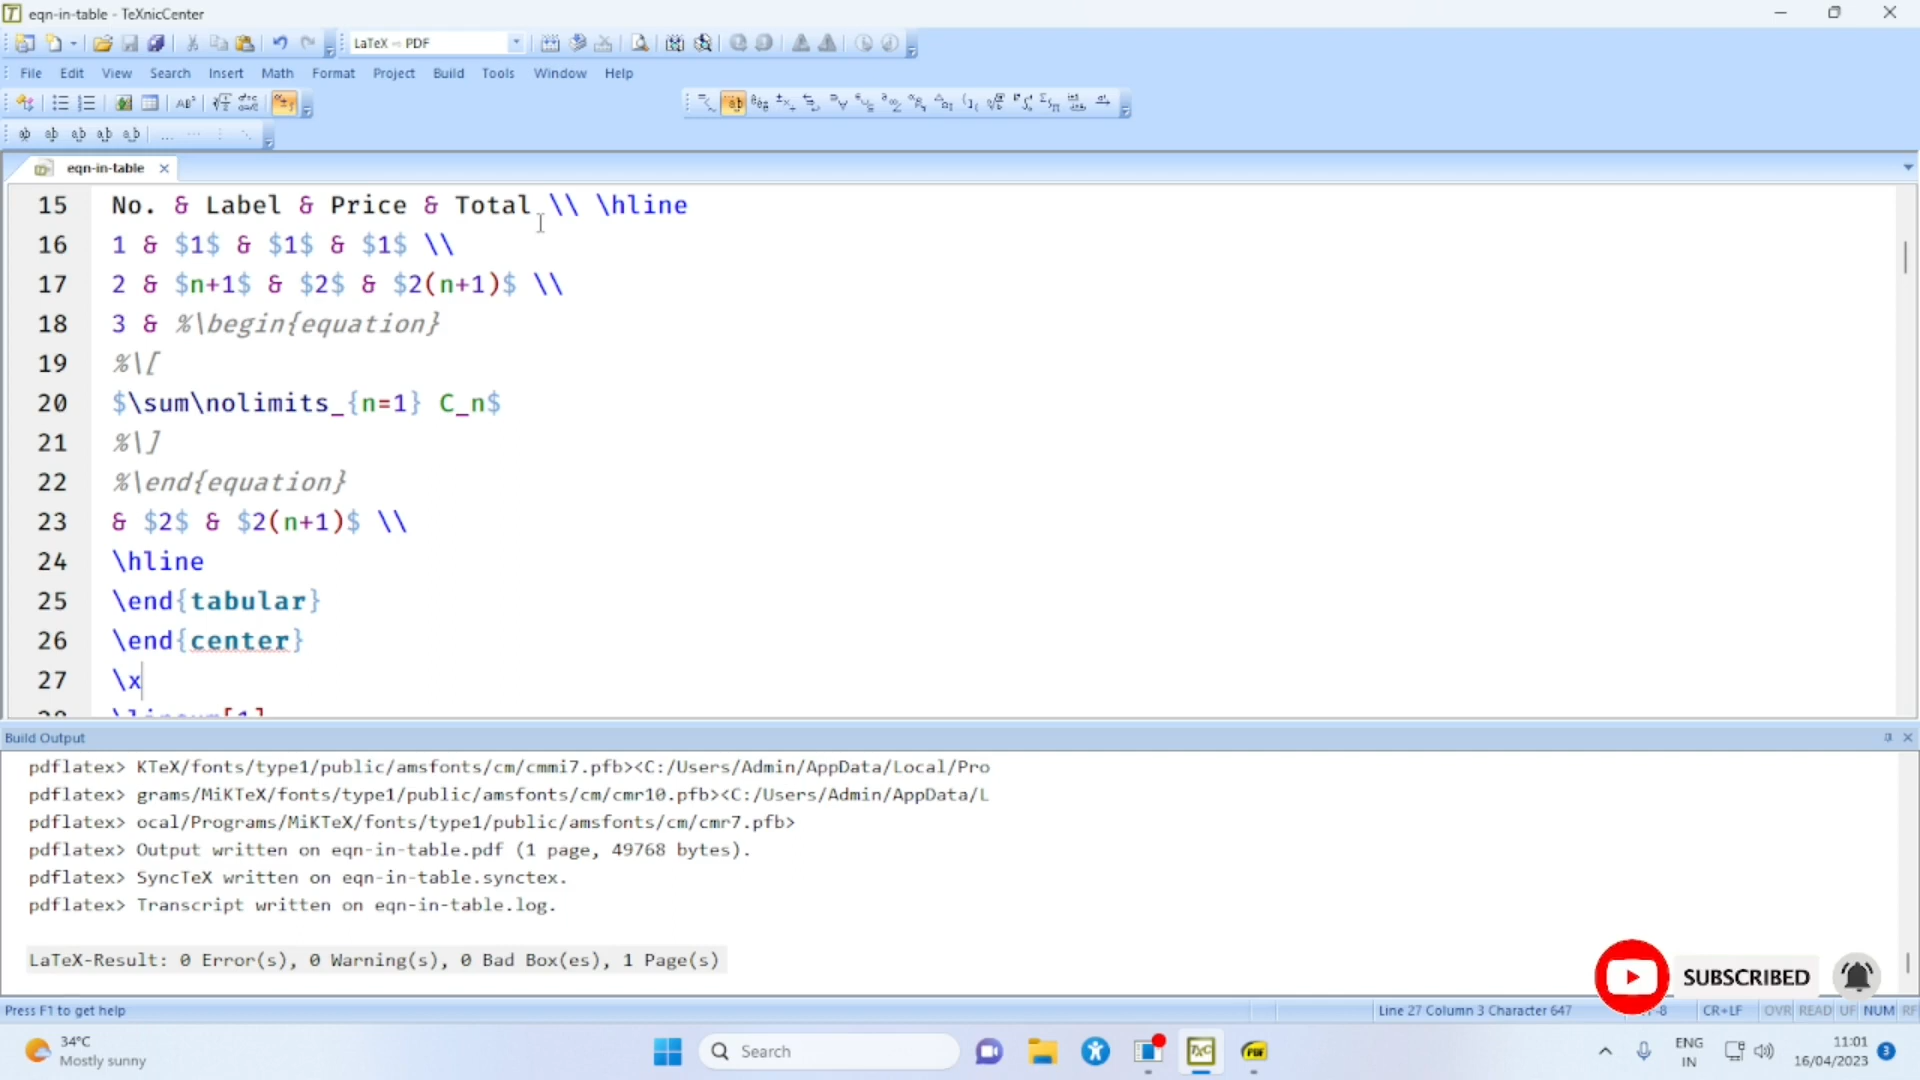 eqn-in-table - TeXnicCenter
LaTeX ⇨ PDF
File Edit View Search Insert Math Format Project Build Tools Window Help
eqn-in-table
15 No. & Label & Price & Total \\ \hline
16 1 & $1$ & $1$ & $1$ \\
17 2 & $n+1$ & $2$ & $2(n+1)$ \\
18 3 & %\begin{equation}
19 %\[
20 $\sum\nolimits_{n=1} C_n$
21 %\]
22 %\end{equation}
23 & $2$ & $2(n+1)$ \\
24 \hline
25 \end{tabular}
26 \end{center}
27 \x
Build Output
pdflatex> KTeX/fonts/type1/public/amsfonts/cm/cmmi7.pfb><C:/Users/Admin/AppData/Local/Pro
pdflatex> grams/MiKTeX/fonts/type1/public/amsfonts/cm/cmr10.pfb><C:/Users/Admin/AppData/L
pdflatex> ocal/Programs/MiKTeX/fonts/type1/public/amsfonts/cm/cmr7.pfb>
pdflatex> Output written on eqn-in-table.pdf (1 page, 49768 bytes).
pdflatex> SyncTeX written on eqn-in-table.synctex.
pdflatex> Transcript written on eqn-in-table.log.
LaTeX-Result: 0 Error(s), 0 Warning(s), 0 Bad Box(es), 1 Page(s)
SUBSCRIBED
Press F1 to get help
Line 27 Column 3 Character 647
CR+LF OVR READ UF NUM RF
34°C
Mostly sunny
Search
ENG
IN
11:01
16/04/2023
3